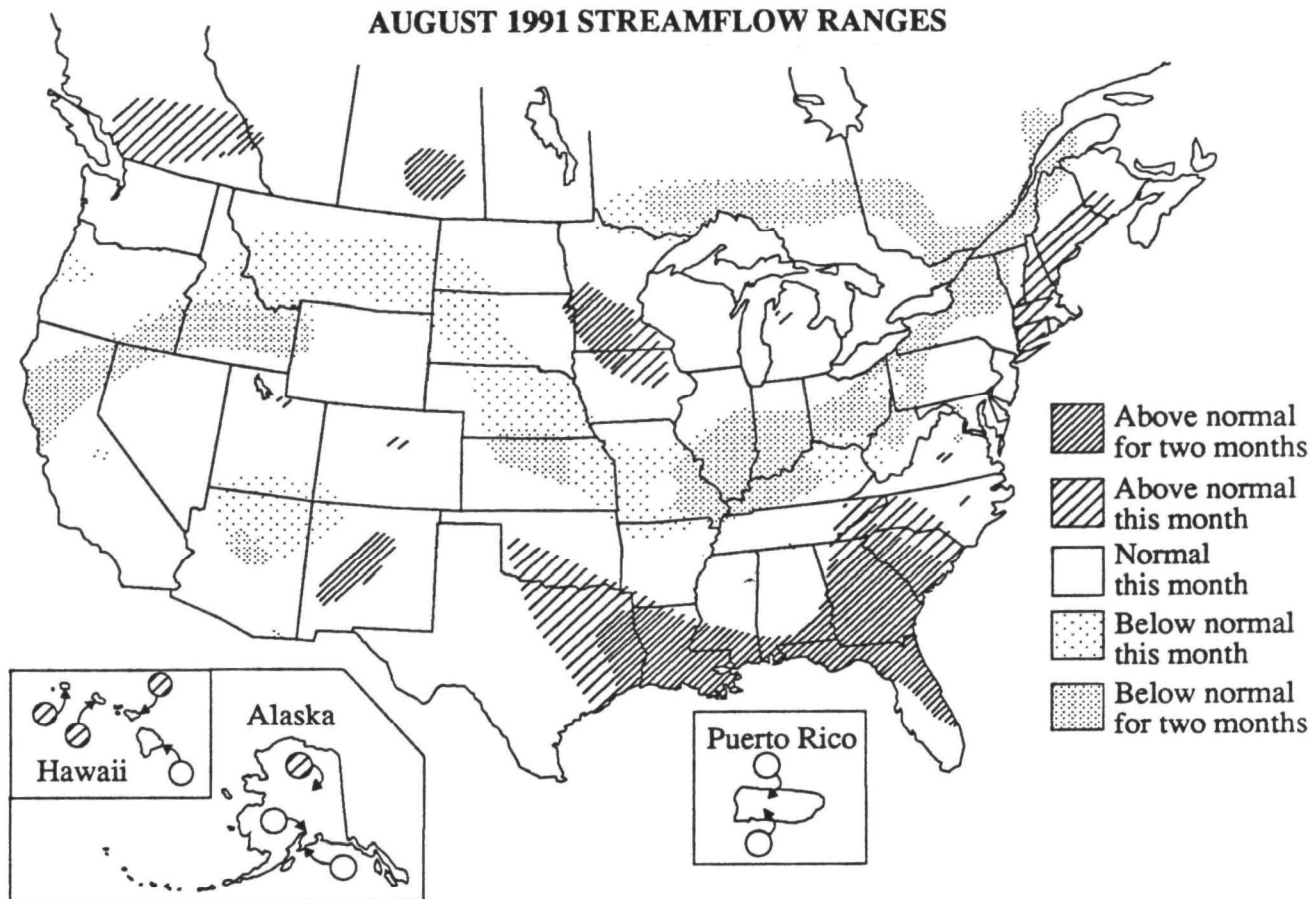 AUGUST 1991 STREAMFLOW RANGES
Above normal
for two months
Above normal
this month
Normal
this month
Below normal
this month
Below normal
for two months
Alaska
Hawaii
Puerto Rico